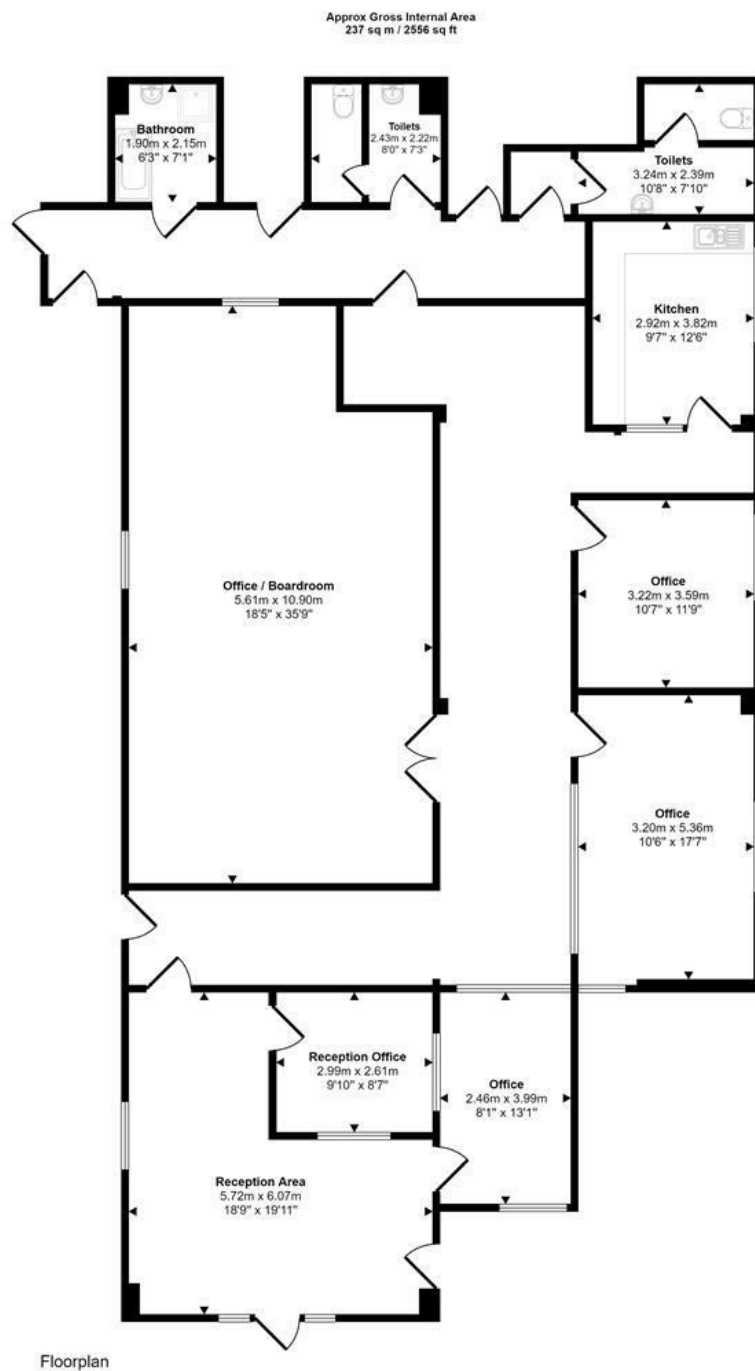 Approx Gross Internal Area
237 sq m / 2556 sq ft
Bathroom
1.90m x 2.15m
6'3" x 7'1"
Toilets
2.43m x 2.22m
8'0" x 7'3"
Toilets
3.24m x 2.39m
10'8" x 7'10"
Kitchen
2.92m x 3.82m
9'7" x 12'6"
Office / Boardroom
5.61m x 10.90m
18'5" x 35'9"
Office
3.22m x 3.59m
10'7" x 11'9"
Office
3.20m x 5.36m
10'6" x 17'7"
Reception Office
2.99m x 2.61m
9'10" x 8'7"
Office
2.46m x 3.99m
8'1" x 13'1"
Reception Area
5.72m x 6.07m
18'9" x 19'11"
Floorplan